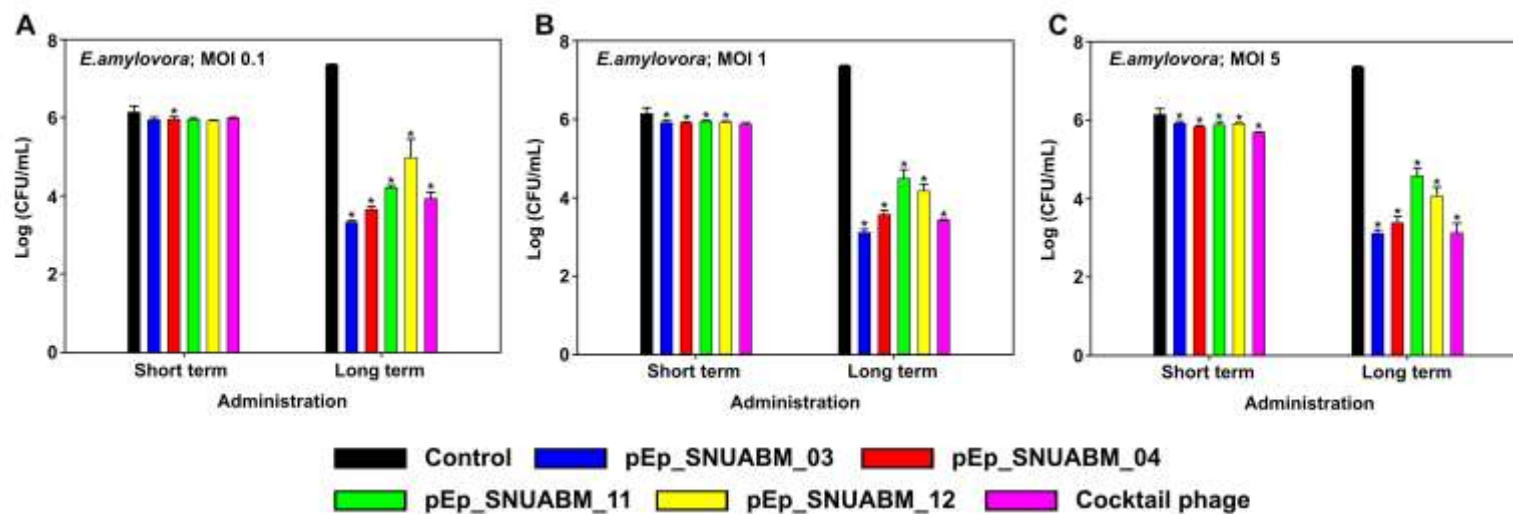 A
E.amylovora; MOI 0.1
Log (CFU/mL)
8
6
4
2
0
*
*
*
*
*
*
Short term
Long term
Administration
B
E.amylovora; MOI 1
Log (CFU/mL)
8
6
4
2
0
*
*
*
*
*
*
*
*
*
Short term
Long term
Administration
C
E.amylovora; MOI 5
Log (CFU/mL)
8
6
4
2
0
*
*
*
*
*
*
*
*
*
*
Short term
Long term
Administration
Control
pEp_SNUABM_03
pEp_SNUABM_04
pEp_SNUABM_11
pEp_SNUABM_12
Cocktail phage